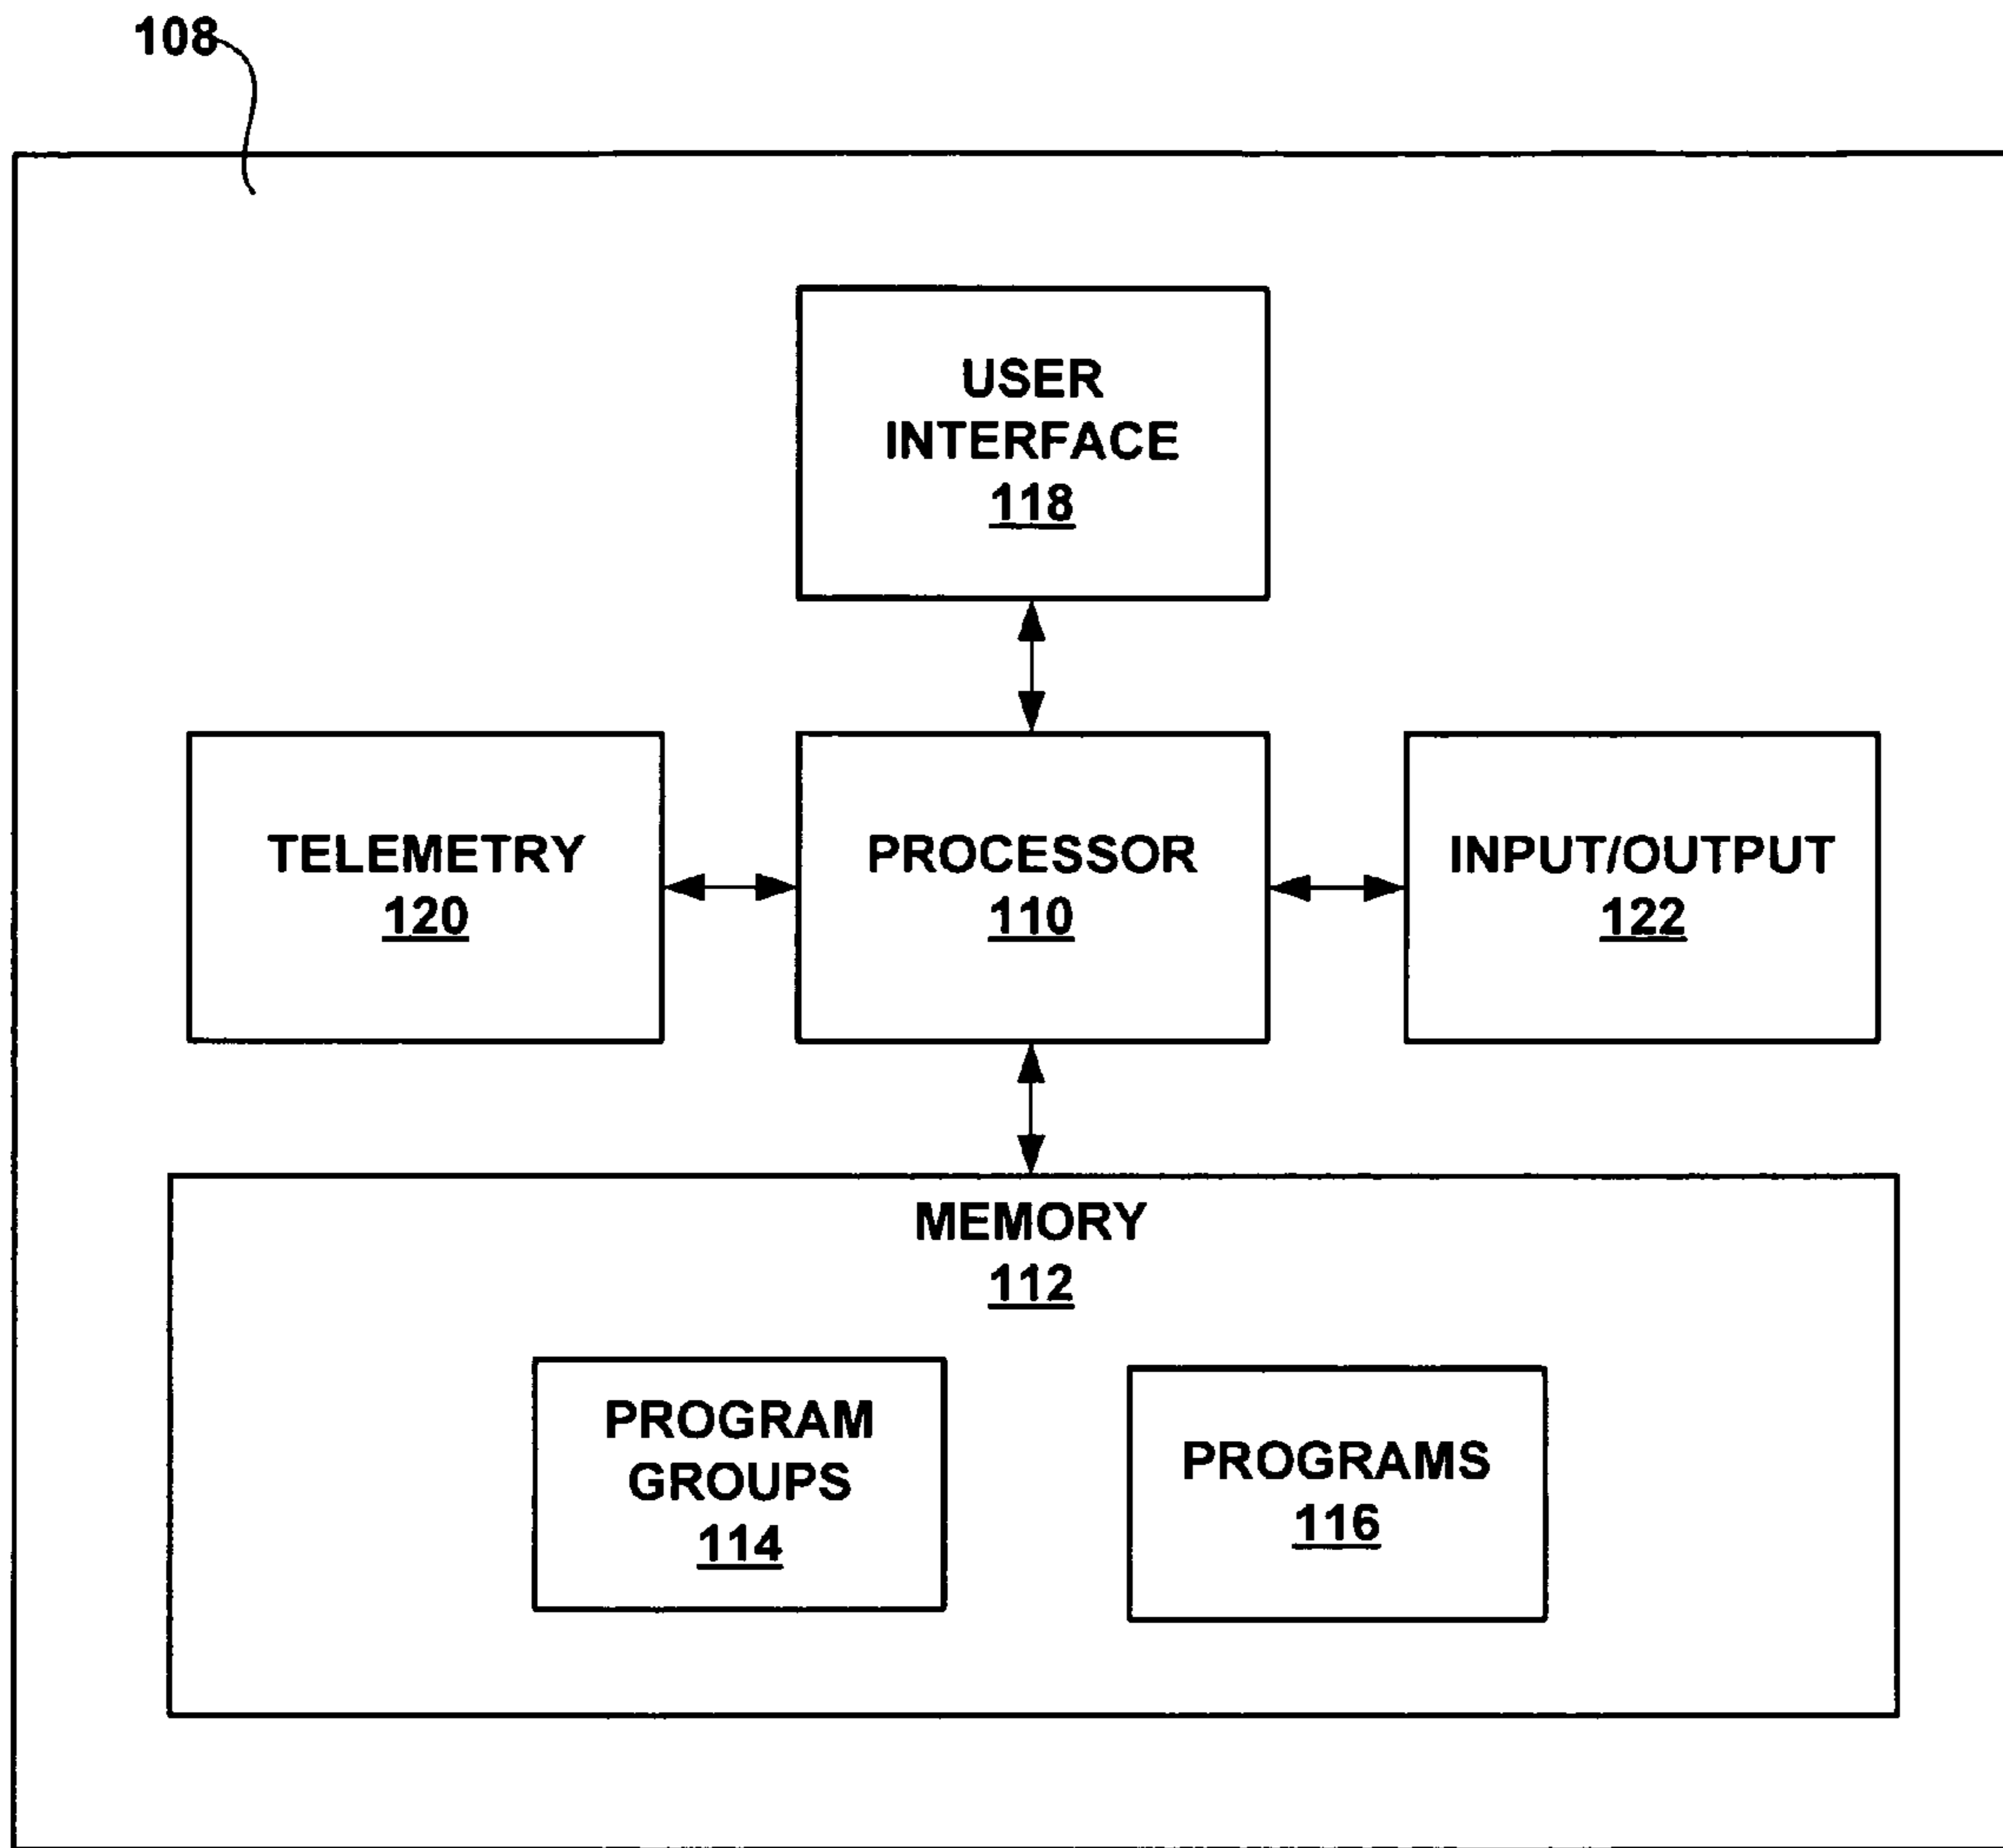 108
USER
INTERFACE
118
TELEMETRY
120
PROCESSOR
110
INPUT/OUTPUT
122
MEMORY
112
PROGRAM
GROUPS
114
PROGRAMS
116